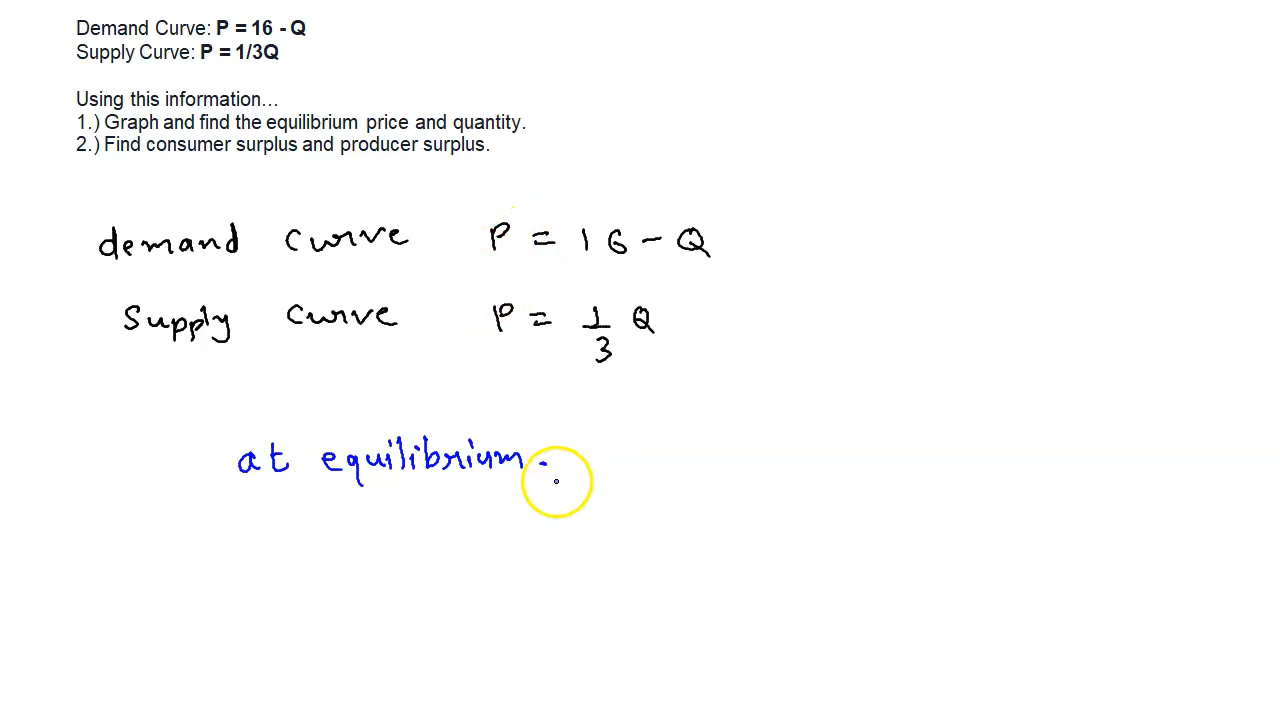 Demand Curve: P = 16 - Q
Supply Curve: P = 1/3Q
Using this information...
1.) Graph and find the equilibrium price and quantity.
2.) Find consumer surplus and producer surplus.
demand curve P = 16 - Q
Supply curve P = 1/3 Q
at equilibrium.